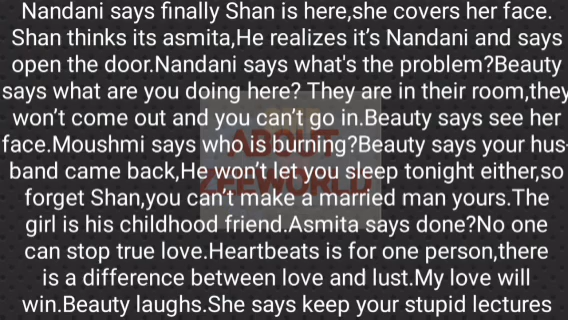 Nandani says finally Shan is here,she covers her face.
Shan thinks its asmita,He realizes it's Nandani and says
open the door.Nandani says what's the problem?Beauty
says what are you doing here? They are in their room,they
won't come out and you can't go in.Beauty says see her
face.Moushmi says who is burning?Beauty says your hus-
band came back,He won't let you sleep tonight either,so
forget Shan,you can't make a married man yours.The
girl is his childhood friend.Asmita says done?No one
can stop true love.Heartbeats is for one person,there
is a difference between love and lust.My love will
win.Beauty laughs.She says keep your stupid lectures
ABOUT
ZEEWORLD